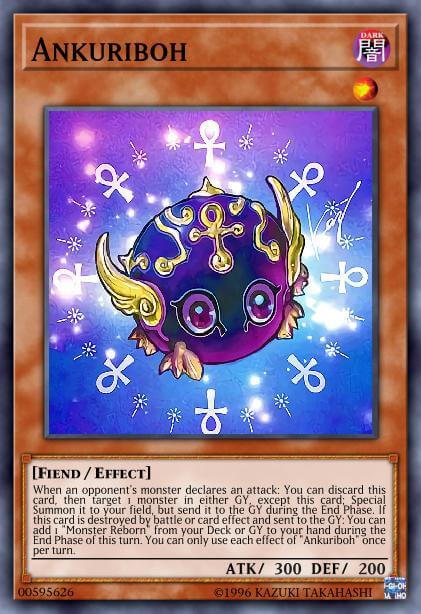 ANKURIBOH
DARK
闇
[FIEND / EFFECT]
When an opponent's monster declares an attack: You can discard this
card, then target 1 monster in either GY, except this card; Special
Summon it to your field, but send it to the GY during the End Phase. If
this card is destroyed by battle or card effect and sent to the GY: You can
add 1 "Monster Reborn" from your Deck or GY to your hand during the
End Phase of this turn. You can only use each effect of "Ankuriboh" once
per turn.
ATK/ 300 DEF/ 200
00595626
©1996 KAZUKI TAKAHASHI